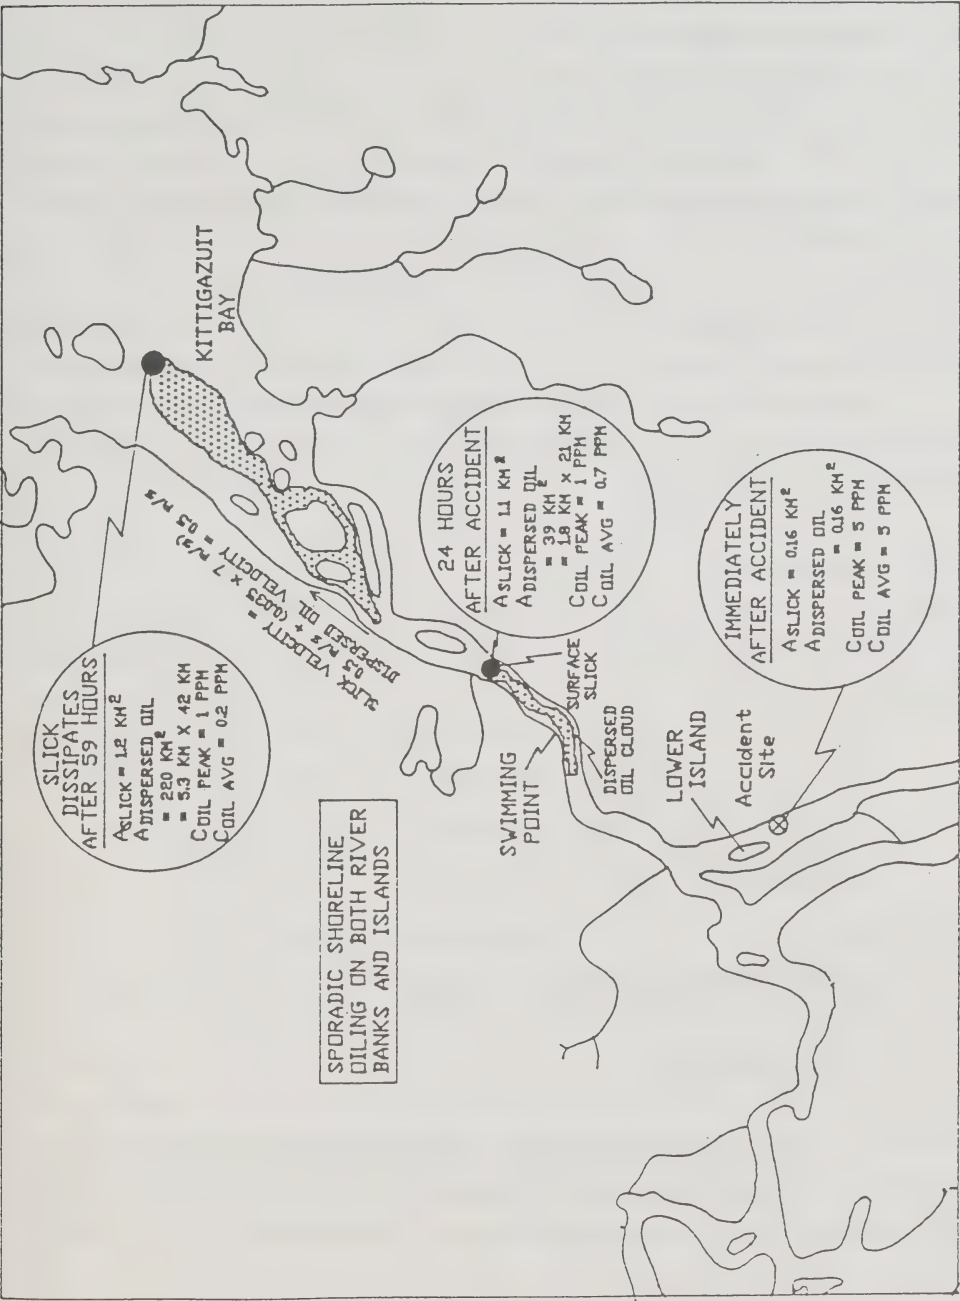 SLICK
DISSIPATES
AFTER 59 HOURS
ASLICK = 1.2 KM²
ADISPERSED OIL
= 220 KM²
= 5.3 KM X 42 KM
COIL PEAK = 1 PPM
COIL AVG = 0.2 PPM
KITTIGAZUIT
BAY
SLICK VELOCITY =
0.5 M/S + (0.035 X 7 M/S)
DISPERSED OIL VELOCITY = 0.5 M/S
SPORADIC SHORELINE
OILING ON BOTH RIVER
BANKS AND ISLANDS
24 HOURS
AFTER ACCIDENT
ASLICK = 1.1 KM²
ADISPERSED OIL
= 39 KM²
= 1.8 KM X 21 KM
COIL PEAK = 1 PPM
COIL AVG = 0.7 PPM
SWIMMING
POINT
SURFACE
SLICK
DISPERSED
OIL CLOUD
LOWER
ISLAND
Accident
Site
IMMEDIATELY
AFTER ACCIDENT
ASLICK = 0.16 KM²
ADISPERSED OIL
= 0.16 KM²
COIL PEAK = 5 PPM
COIL AVG = 5 PPM